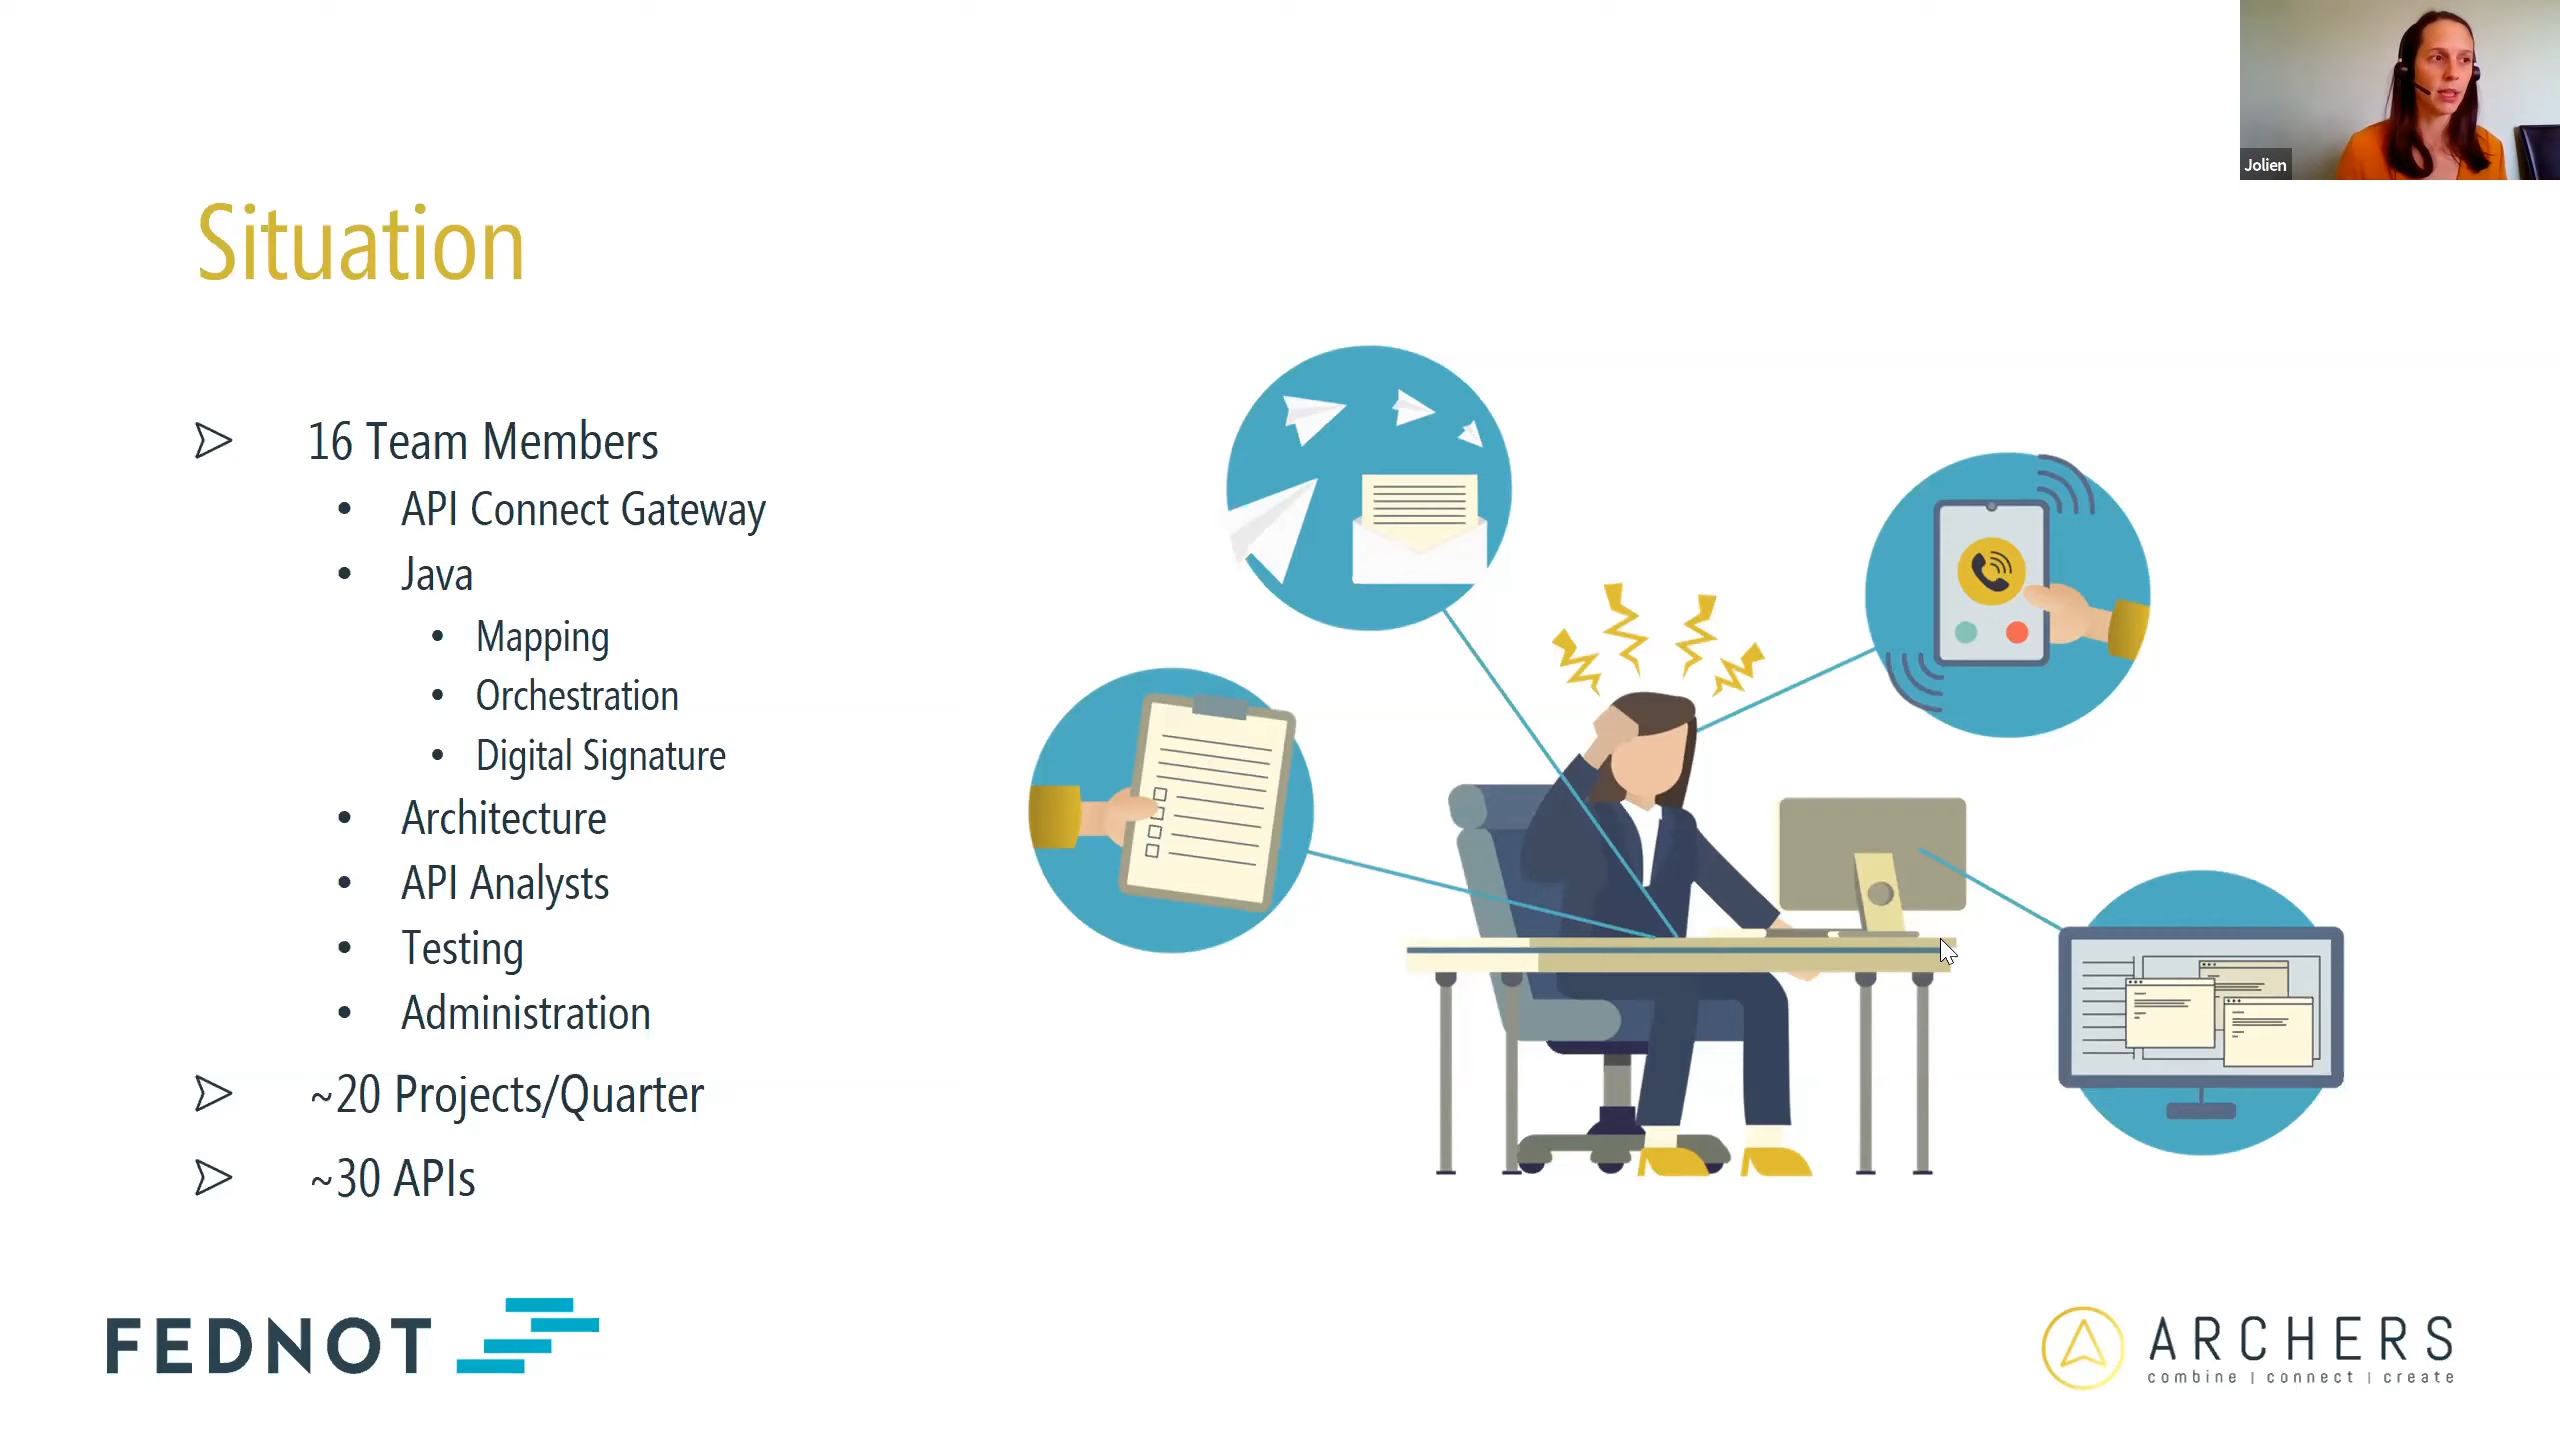 Jolien
Situation
16 Team Members
API Connect Gateway
Java
Mapping
Orchestration
Digital Signature
Architecture
API Analysts
Testing
Administration
~20 Projects/Quarter
~30 APIs
FEDNOT
ARCHERS
combine | connect | create